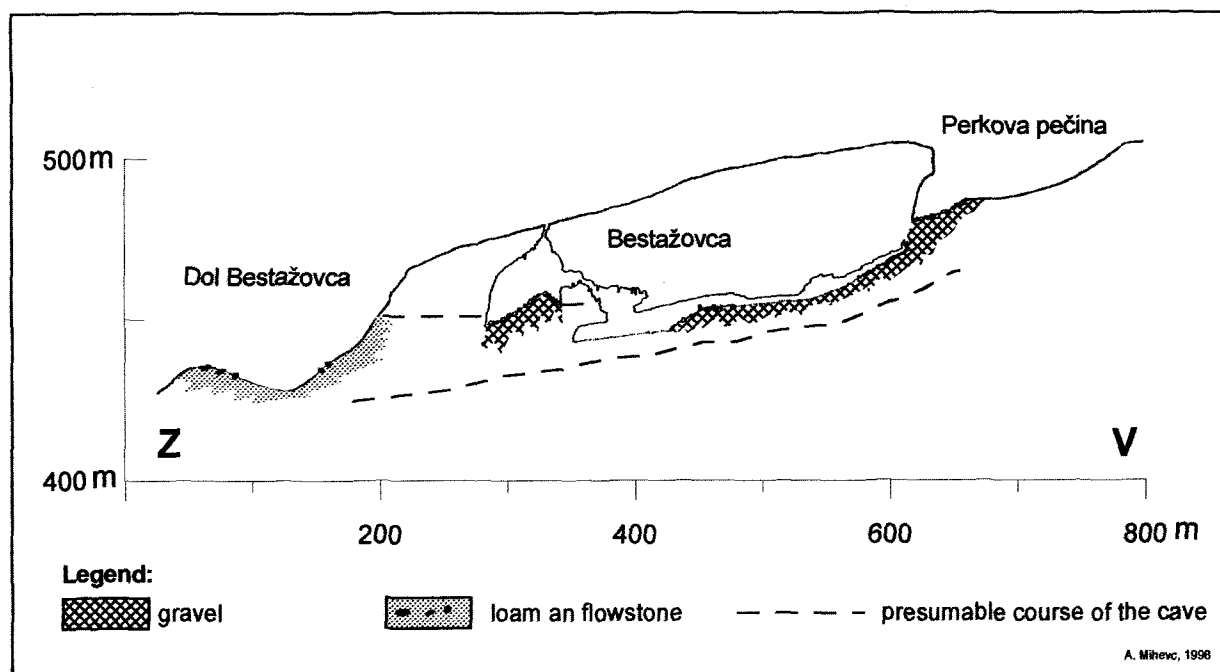 Perkova pečina
500 m
Bestažovca
Dol Bestažovca
Z
V
400 m
200
400
600
800 m
Legend:
gravel
loam an flowstone
presumable course of the cave
A. Mihevc, 1998